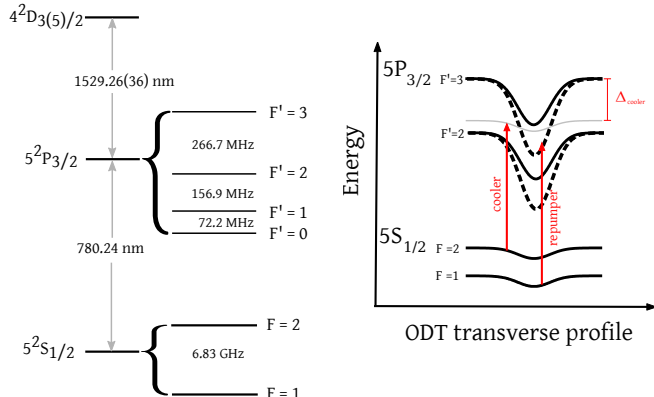 4²D3(5)/2
1529.26(36) nm
5²P3/2
780.24 nm
5²S1/2
F' = 3
266.7 MHz
F' = 2
156.9 MHz
F' = 1
72.2 MHz
F' = 0
F = 2
6.83 GHz
F = 1
Energy
5P3/2
F'=3
F'=2
Δcooler
cooler
repumper
5S1/2
F = 2
F =1
ODT transverse profile